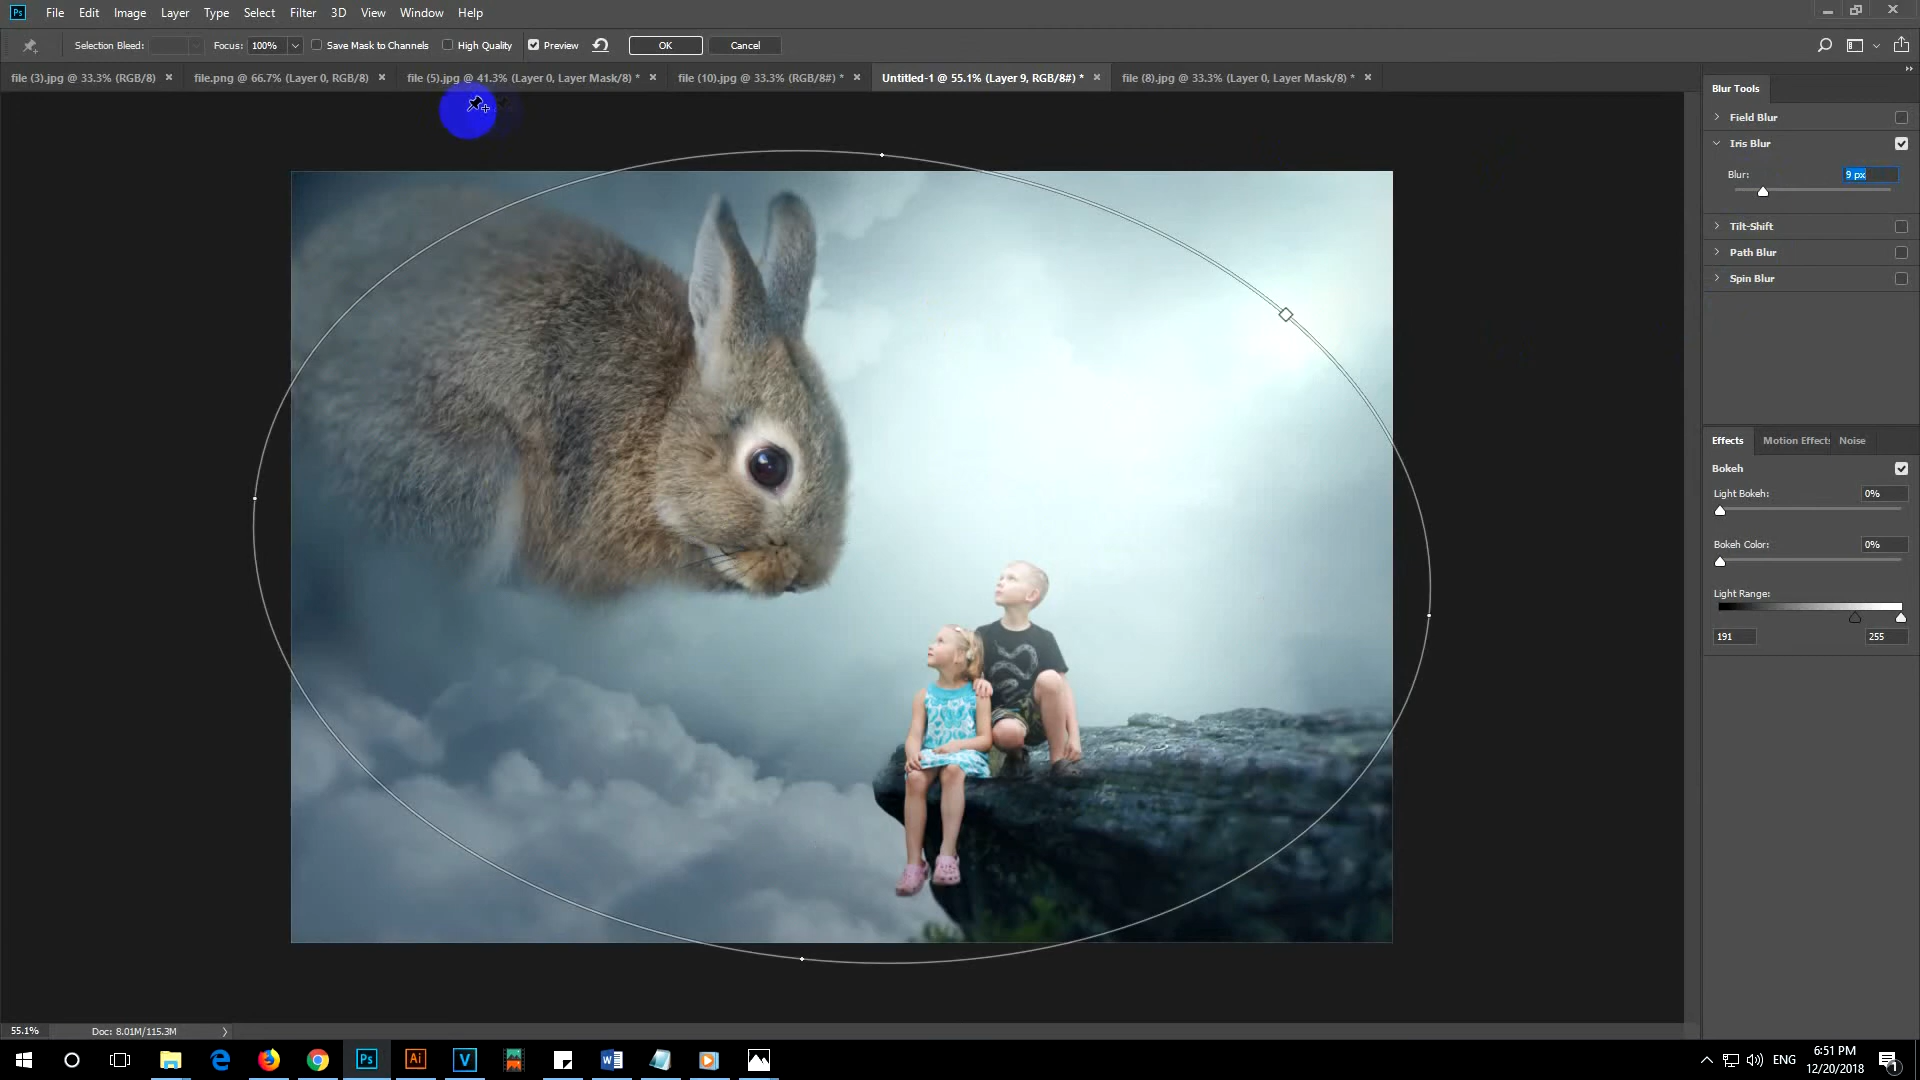 Ps File Edit Image Layer Type Select Filter 3D View Window Help
Selection Bleed: Focus: 100% Save Mask to Channels High Quality Preview OK Cancel
file (3).jpg @ 33.3% (RGB/8) × file.png @ 66.7% (Layer 0, RGB/8) × file (5).jpg @ 41.3% (Layer 0, Layer Mask/8) * × file (10).jpg @ 33.3% (RGB/8#) * × Untitled-1 @ 55.1% (Layer 9, RGB/8#) * × file (8).jpg @ 33.3% (Layer 0, Layer Mask/8) * ×
Blur Tools
Field Blur
Iris Blur
Blur: 9 px
Tilt-Shift
Path Blur
Spin Blur
Effects Motion Effects Noise
Bokeh
Light Bokeh: 0%
Bokeh Color: 0%
Light Range:
191 255
55.1% Doc: 8.01M/115.3M
Ps Ai V ENG 6:51 PM
12/20/2018 1